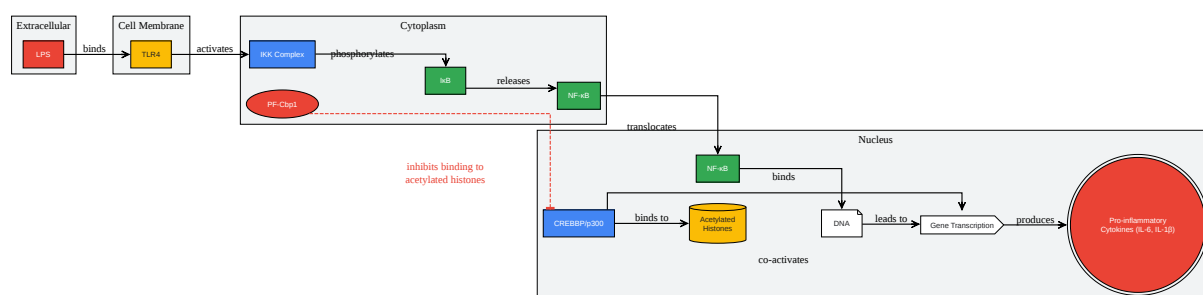 Extracellular
LPS
binds
Cell Membrane
TLR4
activates
Cytoplasm
IKK Complex
phosphorylates
IκB
releases
NF-κB
PF-Cbp1
translocates
inhibits binding to
acetylated histones
Nucleus
NF-κB
binds
CREBBP/p300
binds to
Acetylated
Histones
DNA
leads to
Gene Transcription
produces
Pro-inflammatory
Cytokines (IL-6, IL-1β)
co-activates